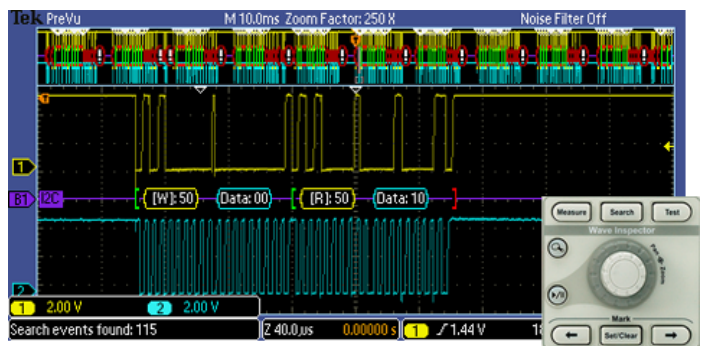 Tek PreVu M 10.0ms Zoom Factor: 250 X Noise Filter Off
1
B1 I2C [W]: 50 Data: 00 [R]: 50 Data: 10
2
1 2.00 V 2 2.00 V
Search events found: 115 Z 40.0µs 0.00000 s 1 1.44 V
Measure Search Test
Wave Inspector
Pan Zoom
Mark
← Set/Clear →